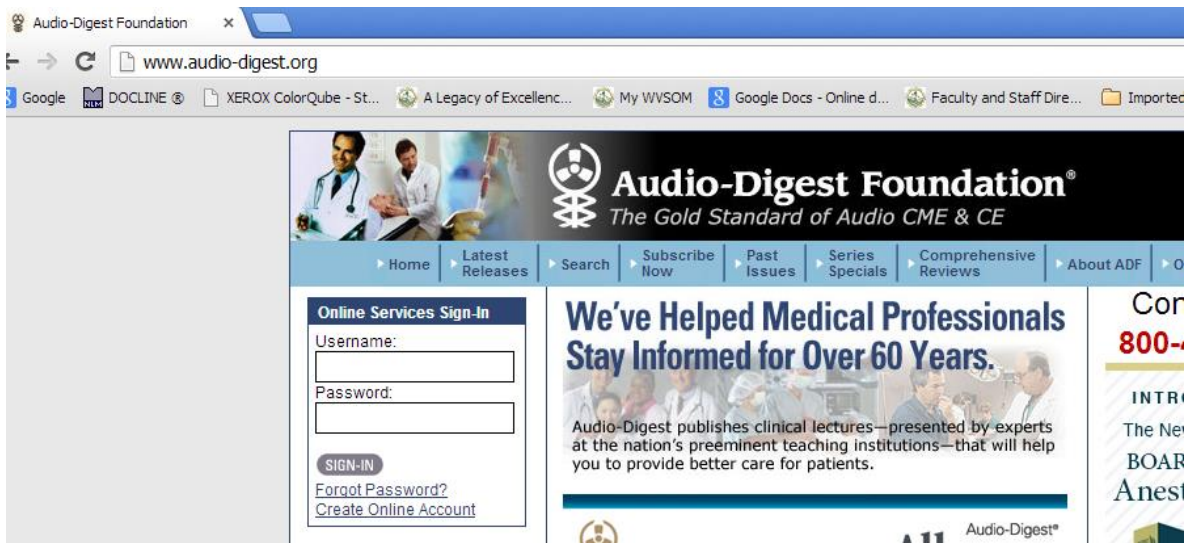 Audio-Digest Foundation
www.audio-digest.org
Google DOCLINE ® XEROX ColorQube - St... A Legacy of Excellenc... My WVSOM Google Docs - Online d... Faculty and Staff Dire... Imported
NLM
Audio-Digest Foundation®
The Gold Standard of Audio CME & CE
Home
Latest
Releases
Search
Subscribe
Now
Past
Issues
Series
Specials
Comprehensive
Reviews
About ADF
Online Services Sign-In
Username:
Password:
SIGN-IN
Forgot Password?
Create Online Account
We've Helped Medical Professionals
Stay Informed for Over 60 Years.
Audio-Digest publishes clinical lectures—presented by experts
at the nation's preeminent teaching institutions—that will help
you to provide better care for patients.
All
Audio-Digest®
800-4
The New